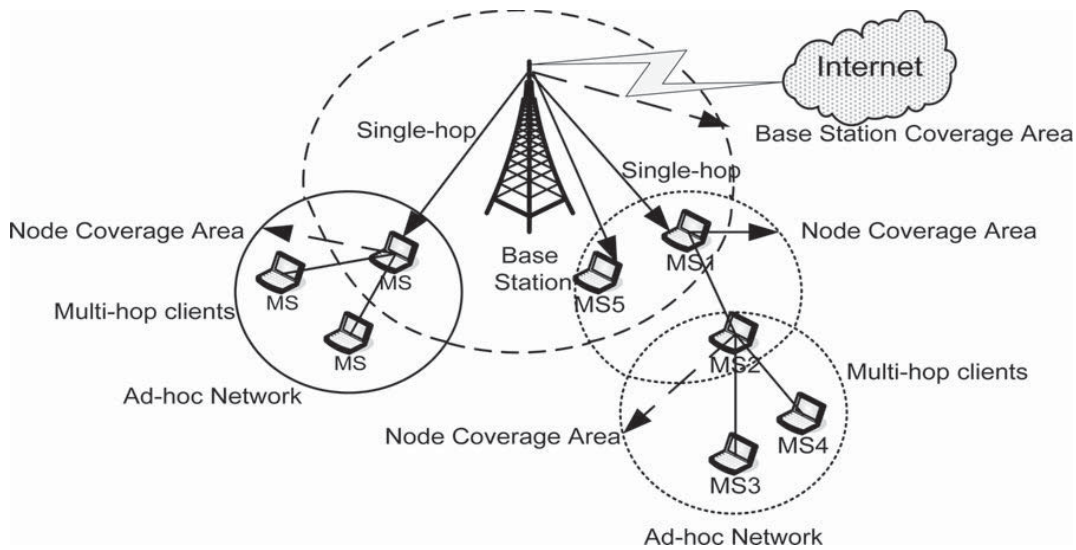 Internet
Single-hop
Base Station Coverage Area
Single-hop
Node Coverage Area
MS
MS
MS
Multi-hop clients
Ad-hoc Network
Base
Station
MS1
MS5
Node Coverage Area
MS2
Multi-hop clients
Node Coverage Area
MS4
MS3
Ad-hoc Network